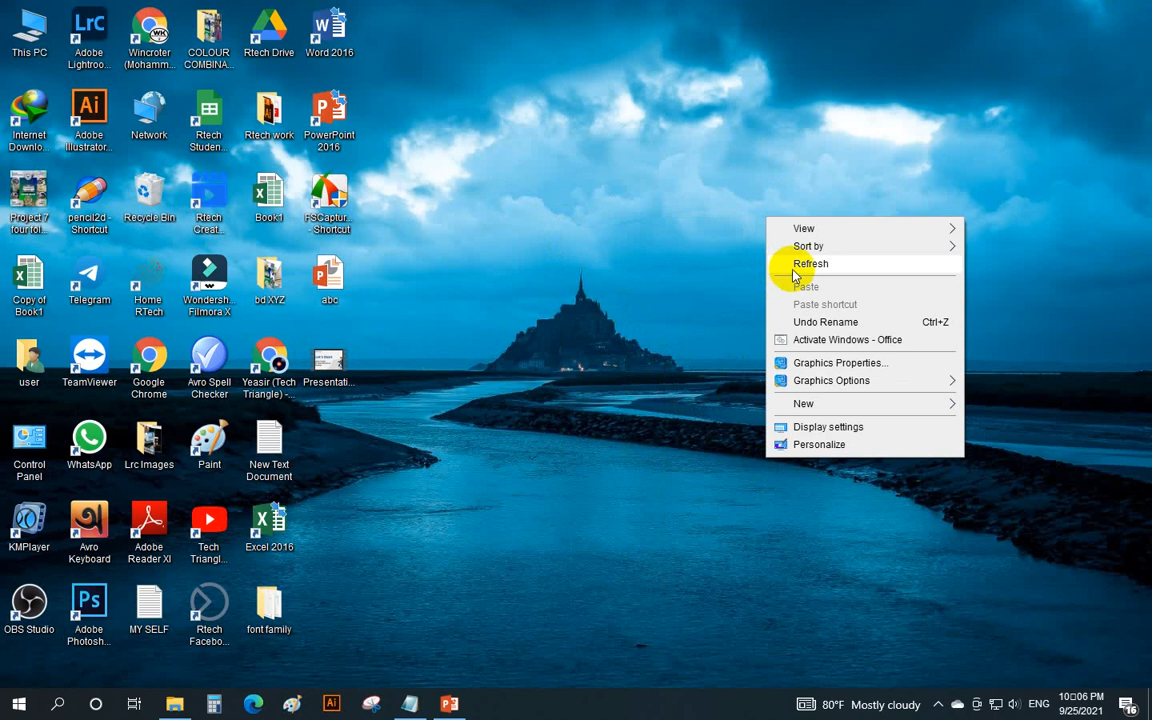 This PC
Adobe
Lightroo...
Wincroter
(Mohamm...
COLOUR
COMBINA...
Rtech Drive
Word 2016
Internet
Downlo...
Adobe
Illustrator...
Network
Rtech
Studen...
Rtech work
PowerPoint
2016
Project 7
four fol...
pencil2d -
Shortcut
Recycle Bin
Rtech
Creat...
Book1
FSCaptur...
- Shortcut
Copy of
Book1
Telegram
Home
RTech
Wondersh...
Filmora X
bd XYZ
abc
user
TeamViewer
Google
Chrome
Avro Spell
Checker
Yeasir (Tech
Triangle) -...
Presentati...
Control
Panel
WhatsApp
Lrc Images
Paint
New Text
Document
KMPlayer
Avro
Keyboard
Adobe
Reader XI
Tech
Triangl...
Excel 2016
OBS Studio
Adobe
Photosh...
MY SELF
Rtech
Facebo...
font family
View
Sort by
Refresh
Paste
Paste shortcut
Undo Rename Ctrl+Z
Activate Windows - Office
Graphics Properties...
Graphics Options
New
Display settings
Personalize
80°F Mostly cloudy
ENG
10:06 PM
9/25/2021
16